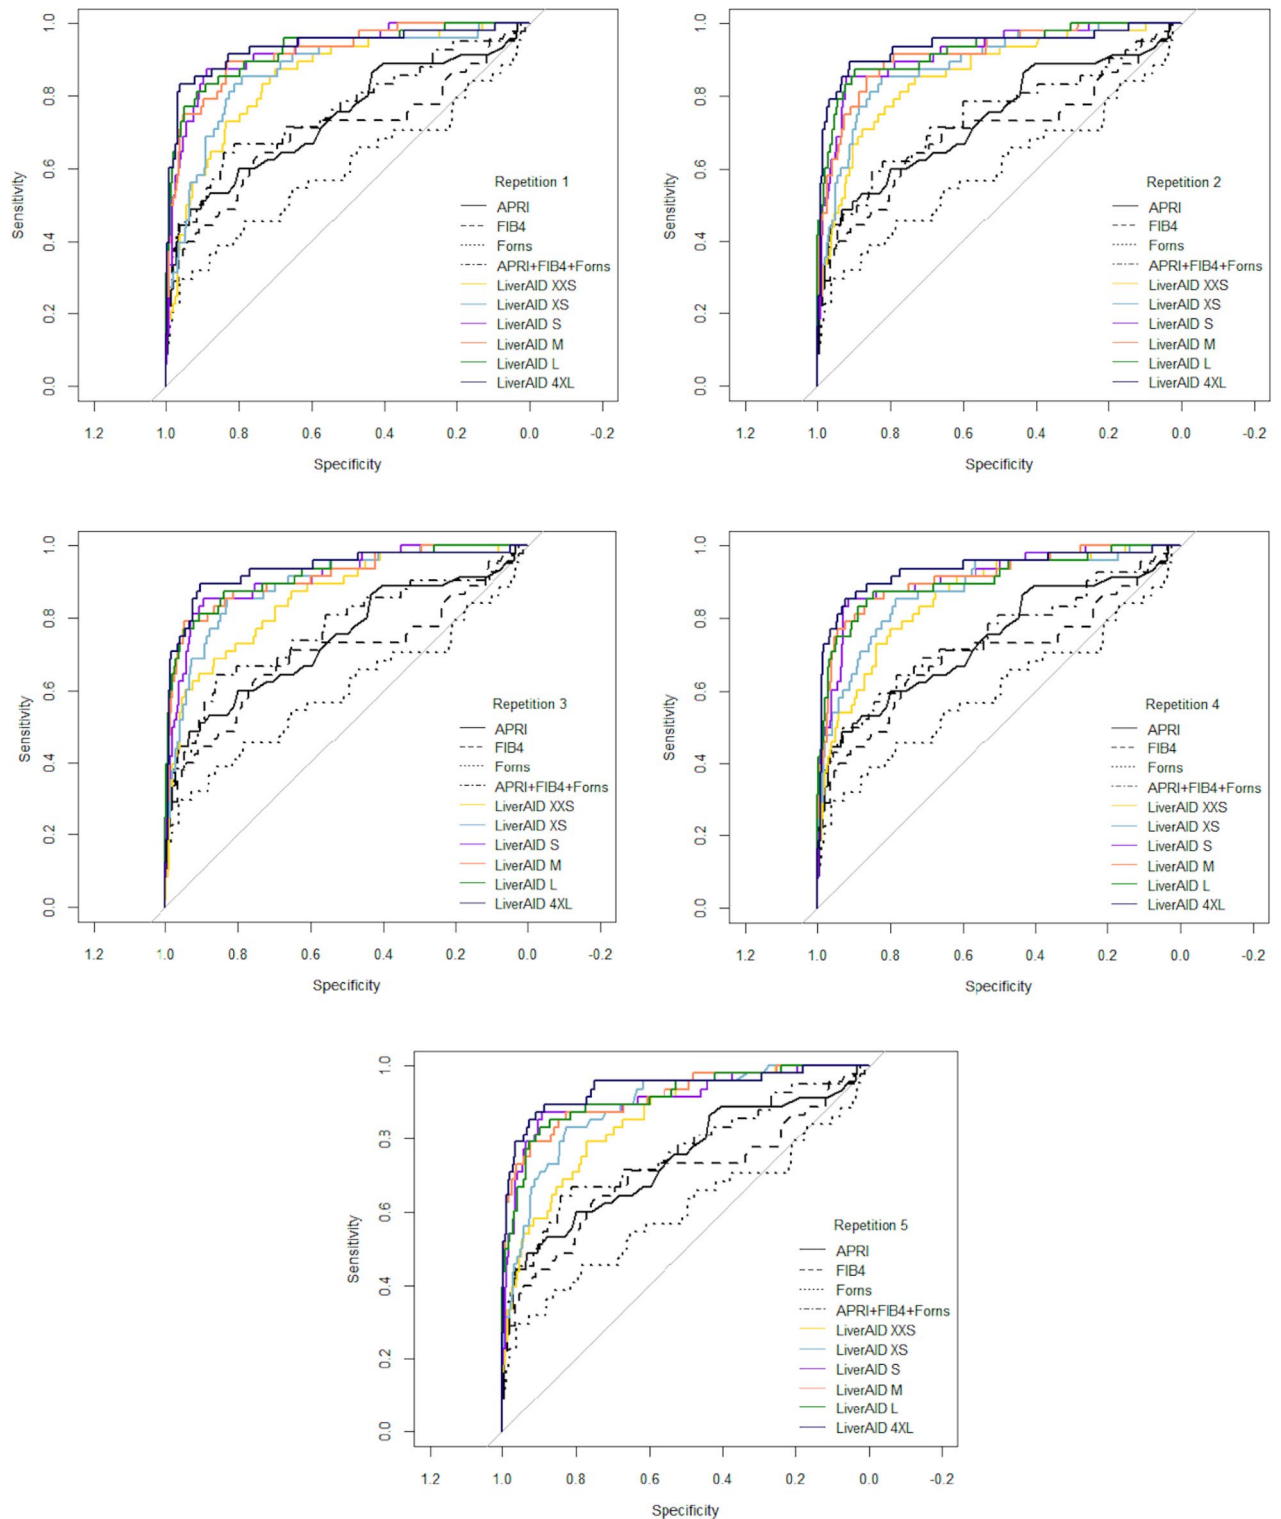 Sensitivity
1.0
0.8
0.6
0.4
0.2
0.0
Repetition 1
APRI
FIB4
Forns
APRI+FIB4+Forns
LiverAID XXS
LiverAID XS
LiverAID S
LiverAID M
LiverAID L
LiverAID 4XL
1.2 1.0 0.8 0.6 0.4 0.2 0.0 -0.2
Specificity
Sensitivity
1.0
0.8
0.6
0.4
0.2
0.0
Repetition 2
APRI
FIB4
Forns
APRI+FIB4+Forns
LiverAID XXS
LiverAID XS
LiverAID S
LiverAID M
LiverAID L
LiverAID 4XL
1.2 1.0 0.8 0.6 0.4 0.2 0.0 -0.2
Specificity
Sensitivity
1.0
0.8
0.6
0.4
0.2
0.0
Repetition 3
APRI
FIB4
Forns
APRI+FIB4+Forns
LiverAID XXS
LiverAID XS
LiverAID S
LiverAID M
LiverAID L
LiverAID 4XL
1.2 1.0 0.8 0.6 0.4 0.2 0.0 -0.2
Specificity
Sensitivity
1.0
0.8
0.6
0.4
0.2
0.0
Repetition 4
APRI
FIB4
Forns
APRI+FIB4+Forns
LiverAID XXS
LiverAID XS
LiverAID S
LiverAID M
LiverAID L
LiverAID 4XL
1.2 1.0 0.8 0.6 0.4 0.2 0.0 -0.2
Specificity
Sensitivity
1.0
0.8
0.6
0.4
0.2
0.0
Repetition 5
APRI
FIB4
Forns
APRI+FIB4+Forns
LiverAID XXS
LiverAID XS
LiverAID S
LiverAID M
LiverAID L
LiverAID 4XL
1.2 1.0 0.8 0.6 0.4 0.2 0.0 -0.2
Specificity